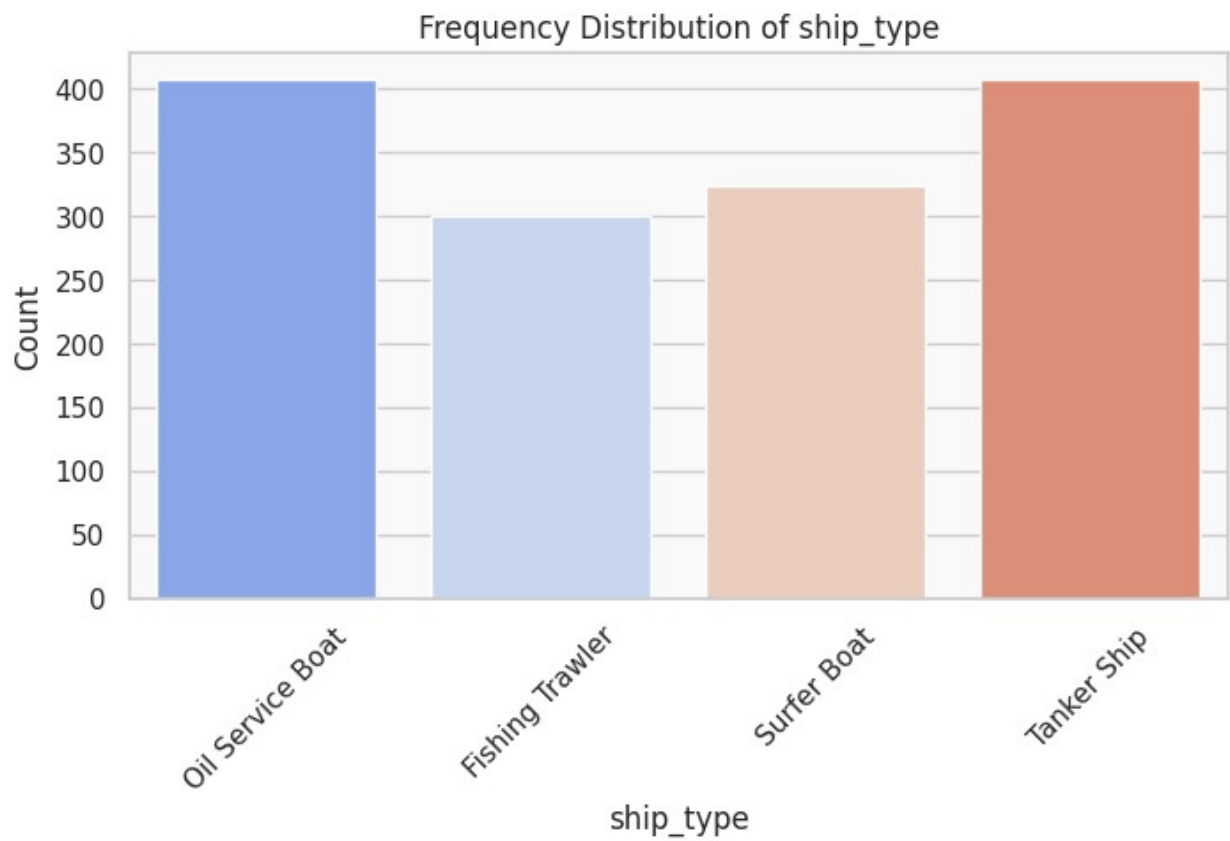 Frequency Distribution of ship_type
Count
400
350
300
250
200
150
100
50
0
Oil Service Boat
Fishing Trawler
Surfer Boat
Tanker Ship
ship_type